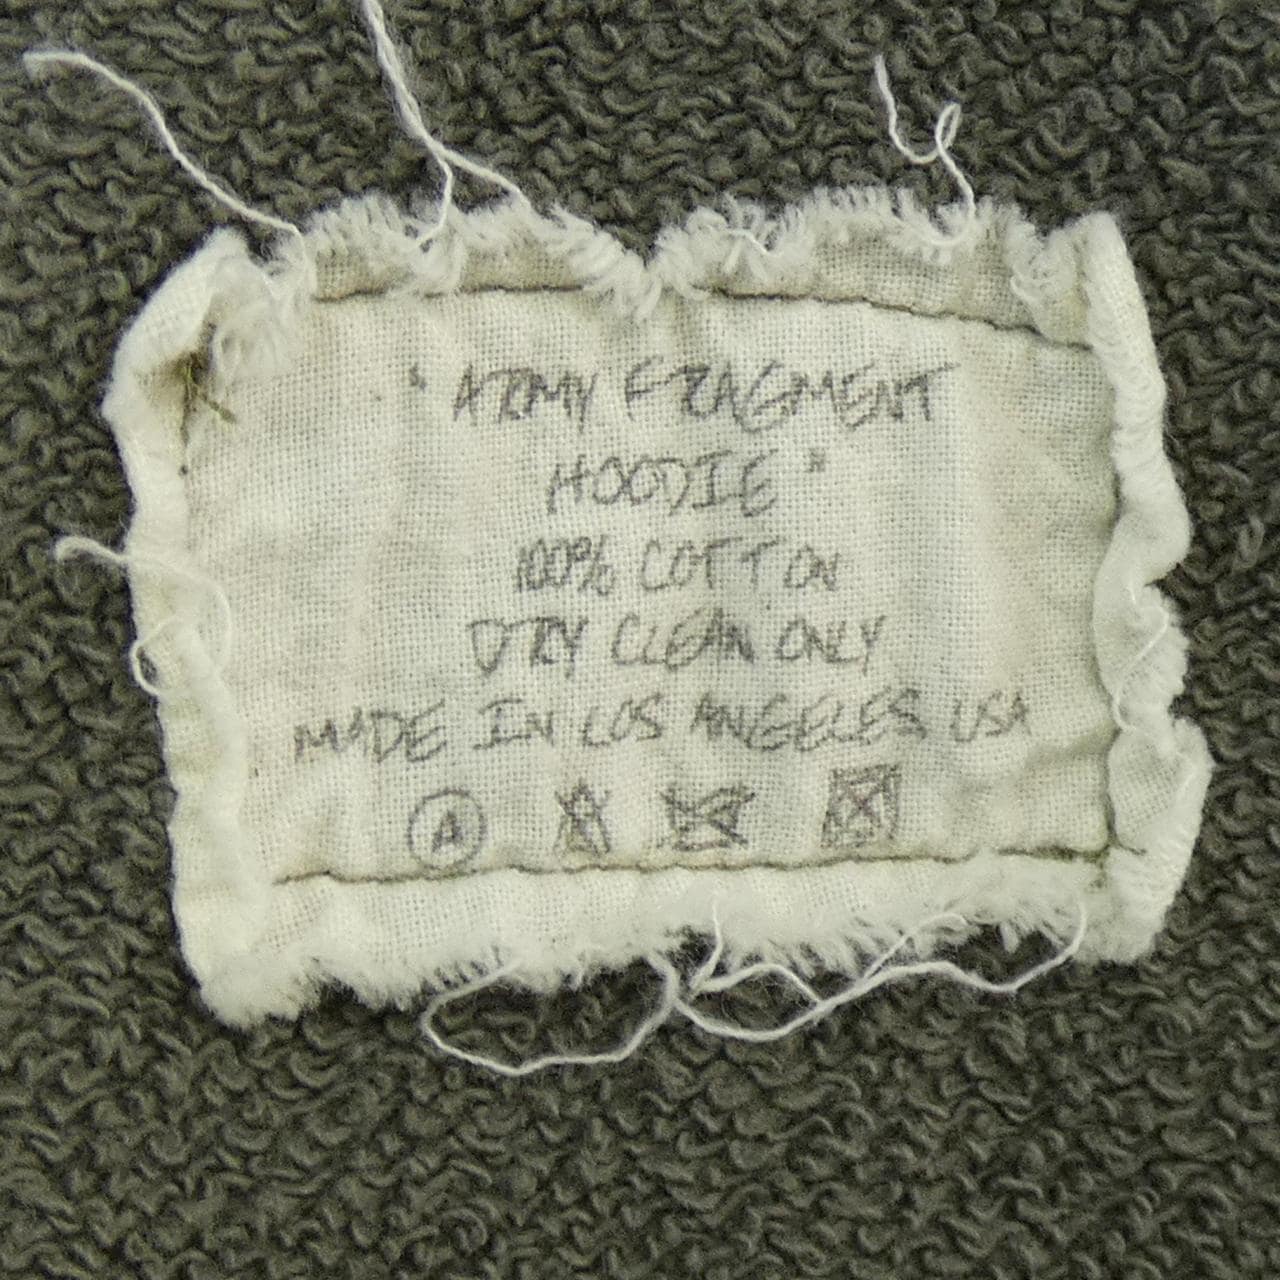 "ARMY FRAGMENT
HOODIE"
100% COTTON
DRY CLEAN ONLY
MADE IN LOS ANGELES USA
A